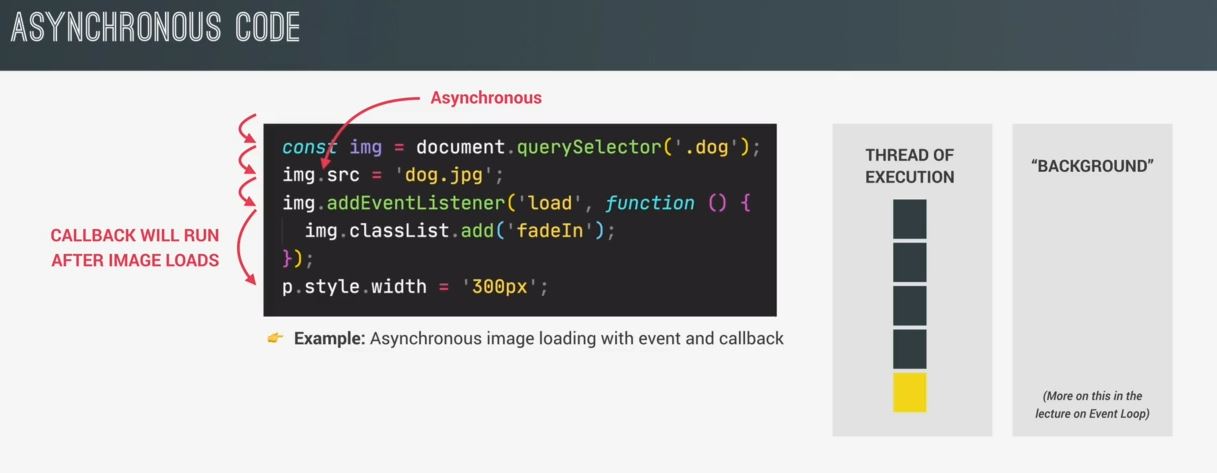 ASYNCHRONOUS CODE
Asynchronous
const img = document.querySelector('.dog');
img.src = 'dog.jpg';
img.addEventListener('load', function () {
  img.classList.add('fadeIn');
});
p.style.width = '300px';
CALLBACK WILL RUN
AFTER IMAGE LOADS
👉 Example: Asynchronous image loading with event and callback
THREAD OF
EXECUTION
“BACKGROUND”
(More on this in the
lecture on Event Loop)